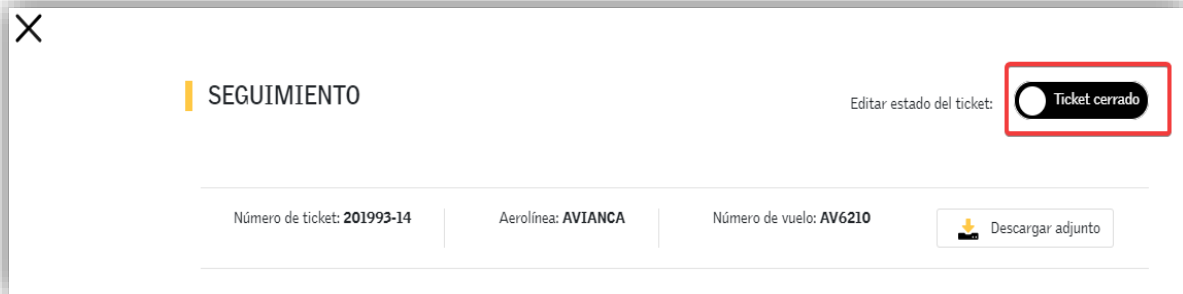 SEGUIMIENTO
Editar estado del ticket:
Ticket cerrado
Número de ticket: 201993-14
Aerolínea: AVIANCA
Número de vuelo: AV6210
Descargar adjunto